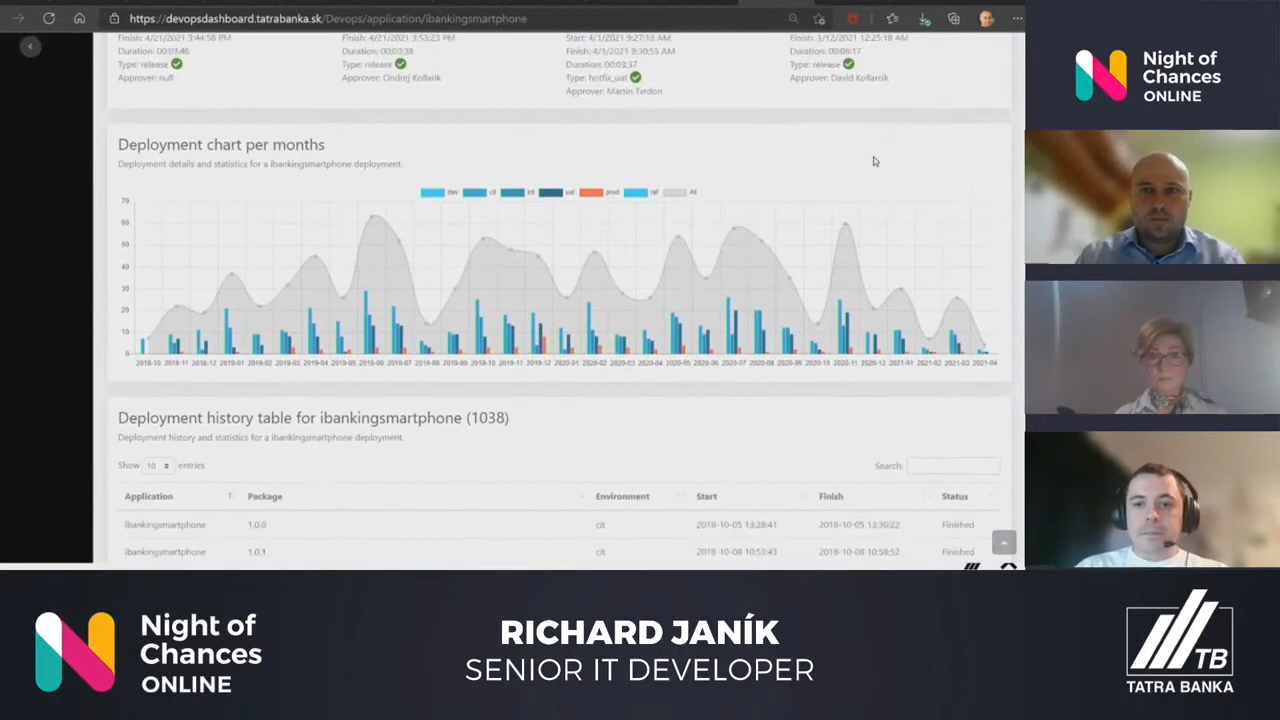 https://devopsdashboard.tatrabanka.sk/Devops/application/ibankingsmartphone
Finish: 4/21/2021 3:44:58 PM
Duration: 00:03:46
Type: release
Approver: null
Finish: 4/21/2021 3:53:23 PM
Duration: 00:03:38
Type: release
Approver: Ondrej Kollarik
Start: 4/1/2021 9:27:18 AM
Finish: 4/1/2021 9:30:55 AM
Duration: 00:03:37
Type: hotfix_uat
Approver: Martin Tvrdon
Finish: 3/12/2021 12:25:18 AM
Duration: 00:06:17
Type: release
Approver: David Kollarcik
Deployment chart per months
Deployment details and statistics for a ibankingsmartphone deployment.
dev cit int uat prod ref All
70
60
50
40
30
20
10
0
2018-10 2018-11 2018-12 2019-01 2019-02 2019-03 2019-04 2019-05 2019-06 2019-07 2019-08 2019-09 2019-10 2019-11 2019-12 2020-01 2020-02 2020-03 2020-04 2020-05 2020-06 2020-07 2020-08 2020-09 2020-10 2020-11 2020-12 2021-01 2021-02 2021-03 2021-04
Deployment history table for ibankingsmartphone (1038)
Deployment history and statistics for a ibankingsmartphone deployment.
Show 10 entries
Search:
Application Package Environment Start Finish Status
ibankingsmartphone 1.0.0 cit 2018-10-05 13:28:41 2018-10-05 13:30:22 Finished
ibankingsmartphone 1.0.1 cit 2018-10-08 10:53:43 2018-10-08 10:58:52 Finished
Night of
Chances
ONLINE
Night of
Chances
ONLINE
RICHARD JANÍK
SENIOR IT DEVELOPER
TB
TATRA BANKA